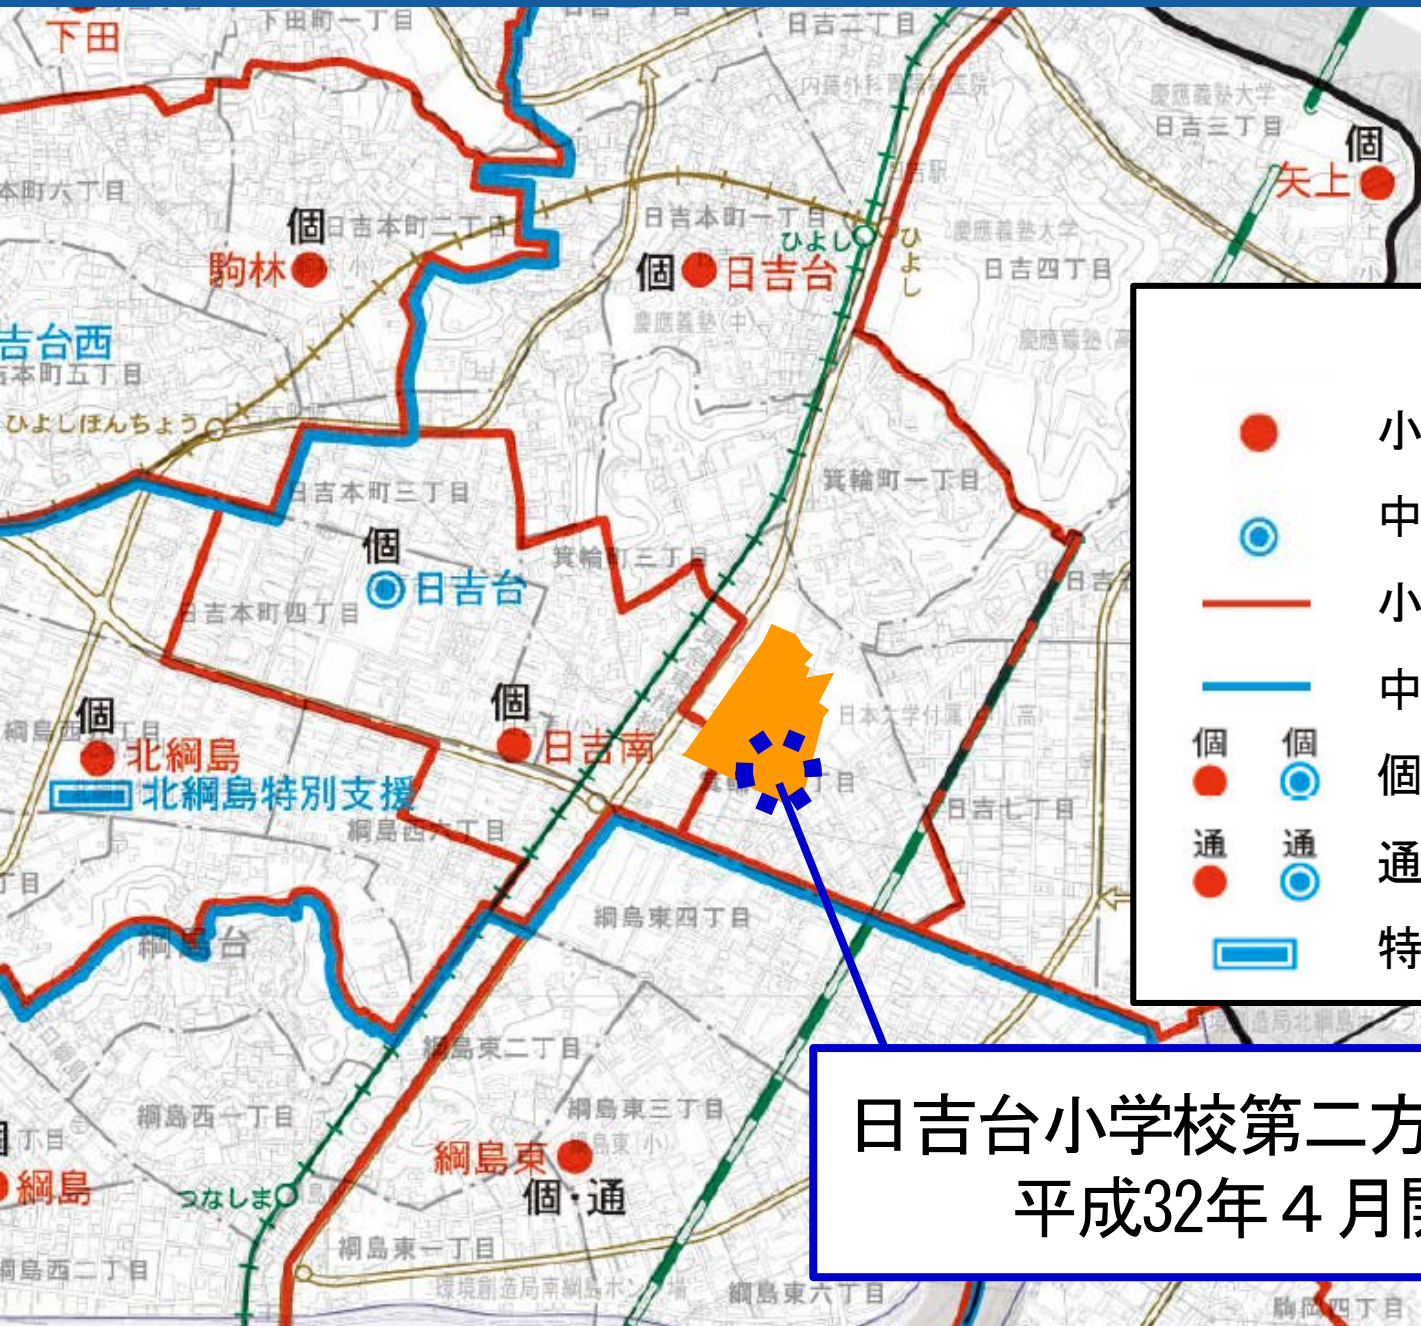 下田
下田町一丁目
日吉二丁目
慶應義塾大学
日吉三丁目
個
矢上
本町六丁目
個
日吉本町二丁目
駒林
日吉本町一丁目
ひよし
ひよし
個
日吉台
慶應義塾(中)
慶應義塾大学
日吉四丁目
慶應義塾(高
吉台西
吉本町五丁目
ひよしほんちょう
日吉本町三丁目
箕輪町一丁目
個
日吉台
箕輪町三丁目
日吉本町四丁目
個
日吉南
日本大学付属
(高)
個
北綱島
北綱島特別支援
綱島西六丁目
日吉七丁目
綱島東四丁目
綱島台
綱島東二丁目
綱島西一丁目
綱島東三丁目
綱島東(小)
綱島東
個・通
綱島
つなしま
綱島東一丁目
綱島西二丁目
綱島東六丁目
駒岡四丁目
小
中
小
中
個
個
個
通
通
通
特
日吉台小学校第二方
平成32年４月開